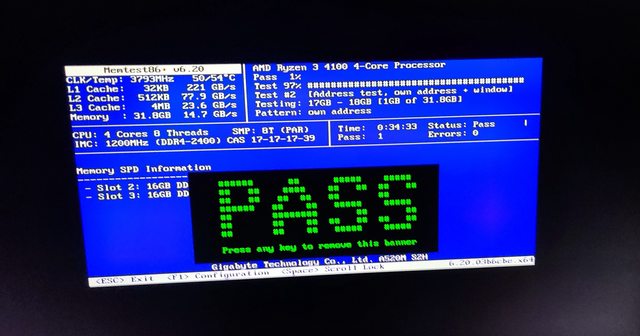 Memtest86+ v6.20
AMD Ryzen 3 4100 4-Core Processor
CLK/Temp: 3793MHz 50/54°C
Pass 1%
L1 Cache: 32KB 221 GB/s
Test 97% ########################################
L2 Cache: 512KB 77.9 GB/s
Test #2 [Address test, own address + window]
L3 Cache: 4MB 23.6 GB/s
Testing: 17GB - 18GB [1GB of 31.8GB]
Memory : 31.8GB 14.7 GB/s
Pattern: own address
CPU: 4 Cores 8 Threads SMP: 8T (PAR)
Time: 0:34:33 Status: Pass
IMC: 1200MHz (DDR4-2400) CAS 17-17-17-39
Pass: 1 Errors: 0
Memory SPD Information
- Slot 2: 16GB DD
- Slot 3: 16GB DD
PASS
Press any key to remove this banner
Gigabyte Technology Co., Ltd. A520M S2H
<ESC> Exit <F1> Configuration <Space> Scroll Lock